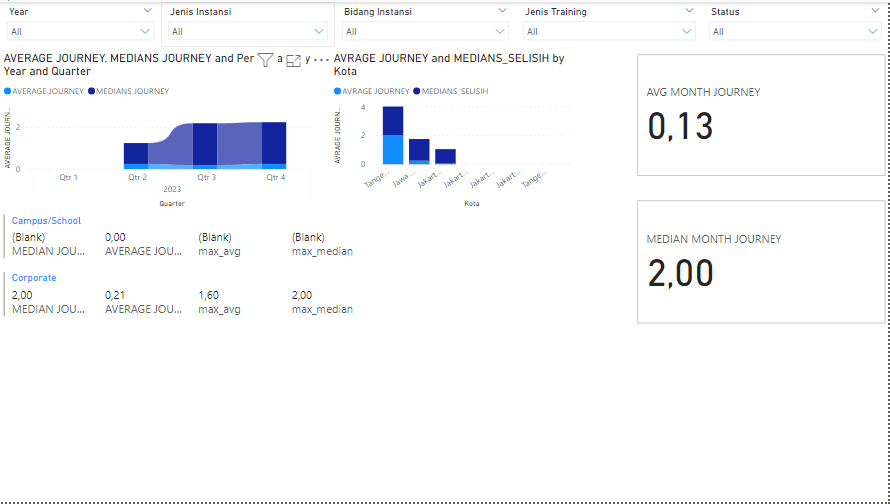 Year
Jenis Instansi
Bidang Instansi
Jenis Training
Status
All
All
All
All
All
AVERAGE JOURNEY, MEDIANS JOURNEY and Per
Year and Quarter
AVERAGE JOURNEY MEDIANS JOURNEY
AVERAGE JOURN...
2
0
Qtr 1
Qtr 2
Qtr 3
Qtr 4
2023
Quarter
AVRAGE JOURNEY and MEDIANS_SELISIH by
Kota
AVRAGE JOURNEY MEDIANS_SELISIH
AVRAGE JOURN...
4
2
0
Tange...
Jawa ...
Jakart...
Jakart...
Jakart...
Jakart...
Tange...
Kota
AVG MONTH JOURNEY
0,13
MEDIAN MONTH JOURNEY
2,00
Campus/School
(Blank) 0,00 (Blank) (Blank)
MEDIAN JOU... AVERAGE JOU... max_avg max_median
Corporate
2,00 0,21 1,60 2,00
MEDIAN JOU... AVERAGE JOU... max_avg max_median